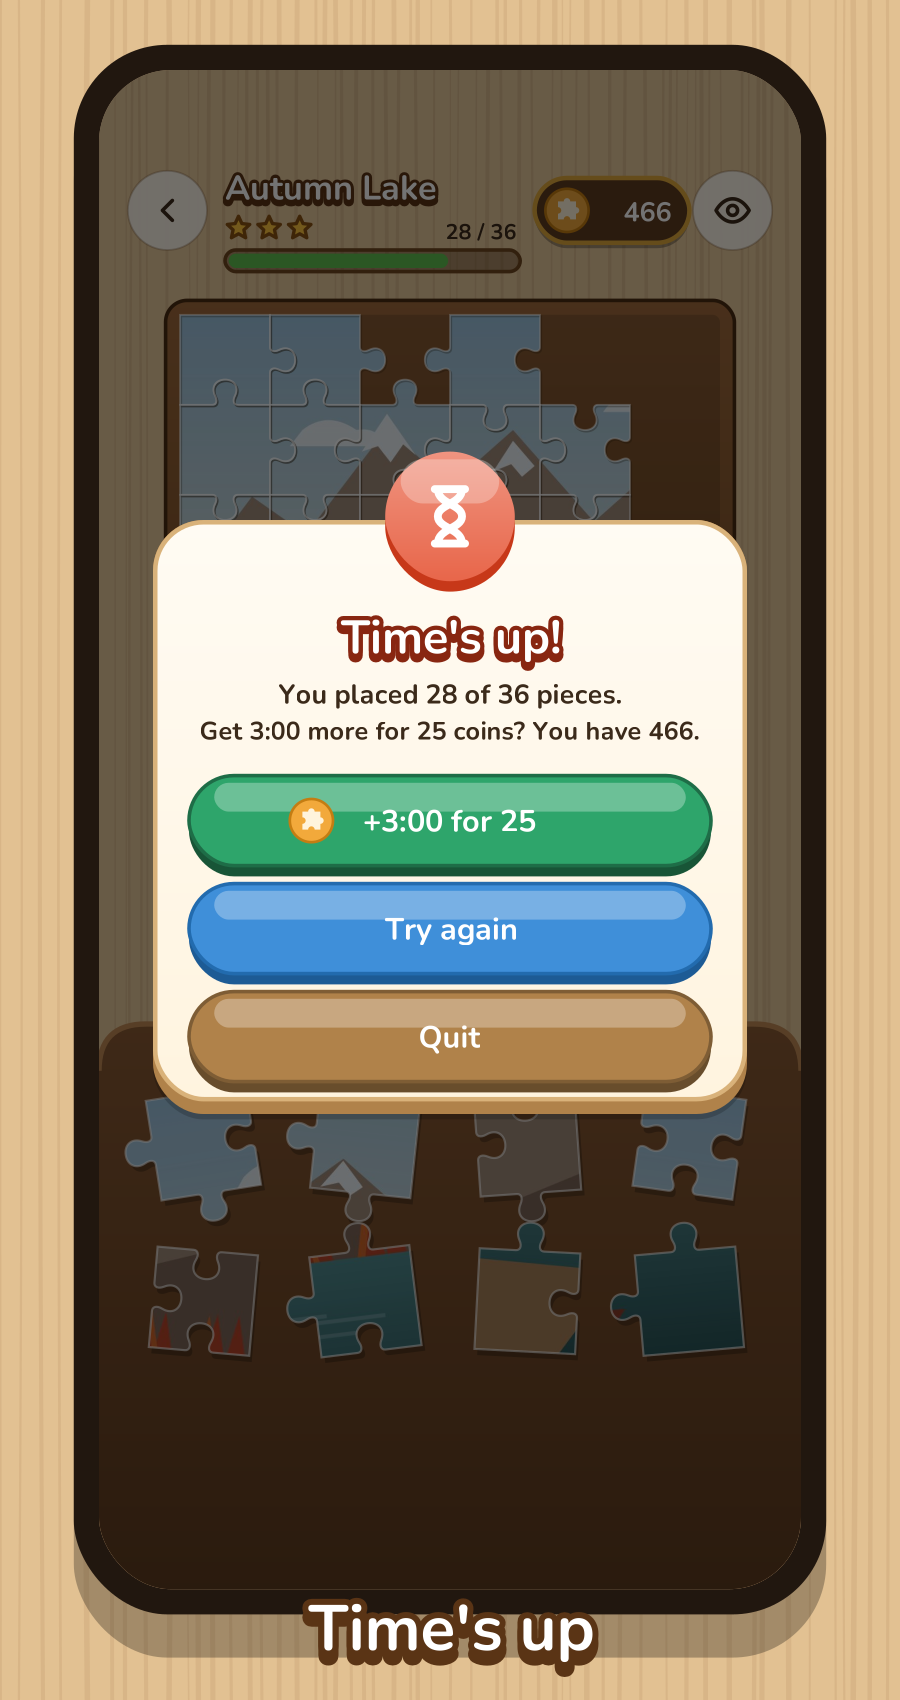 Autumn Lake
28 / 36
466
Time's up!
You placed 28 of 36 pieces.
Get 3:00 more for 25 coins? You have 466.
+3:00 for 25
Try again
Quit
Time's up